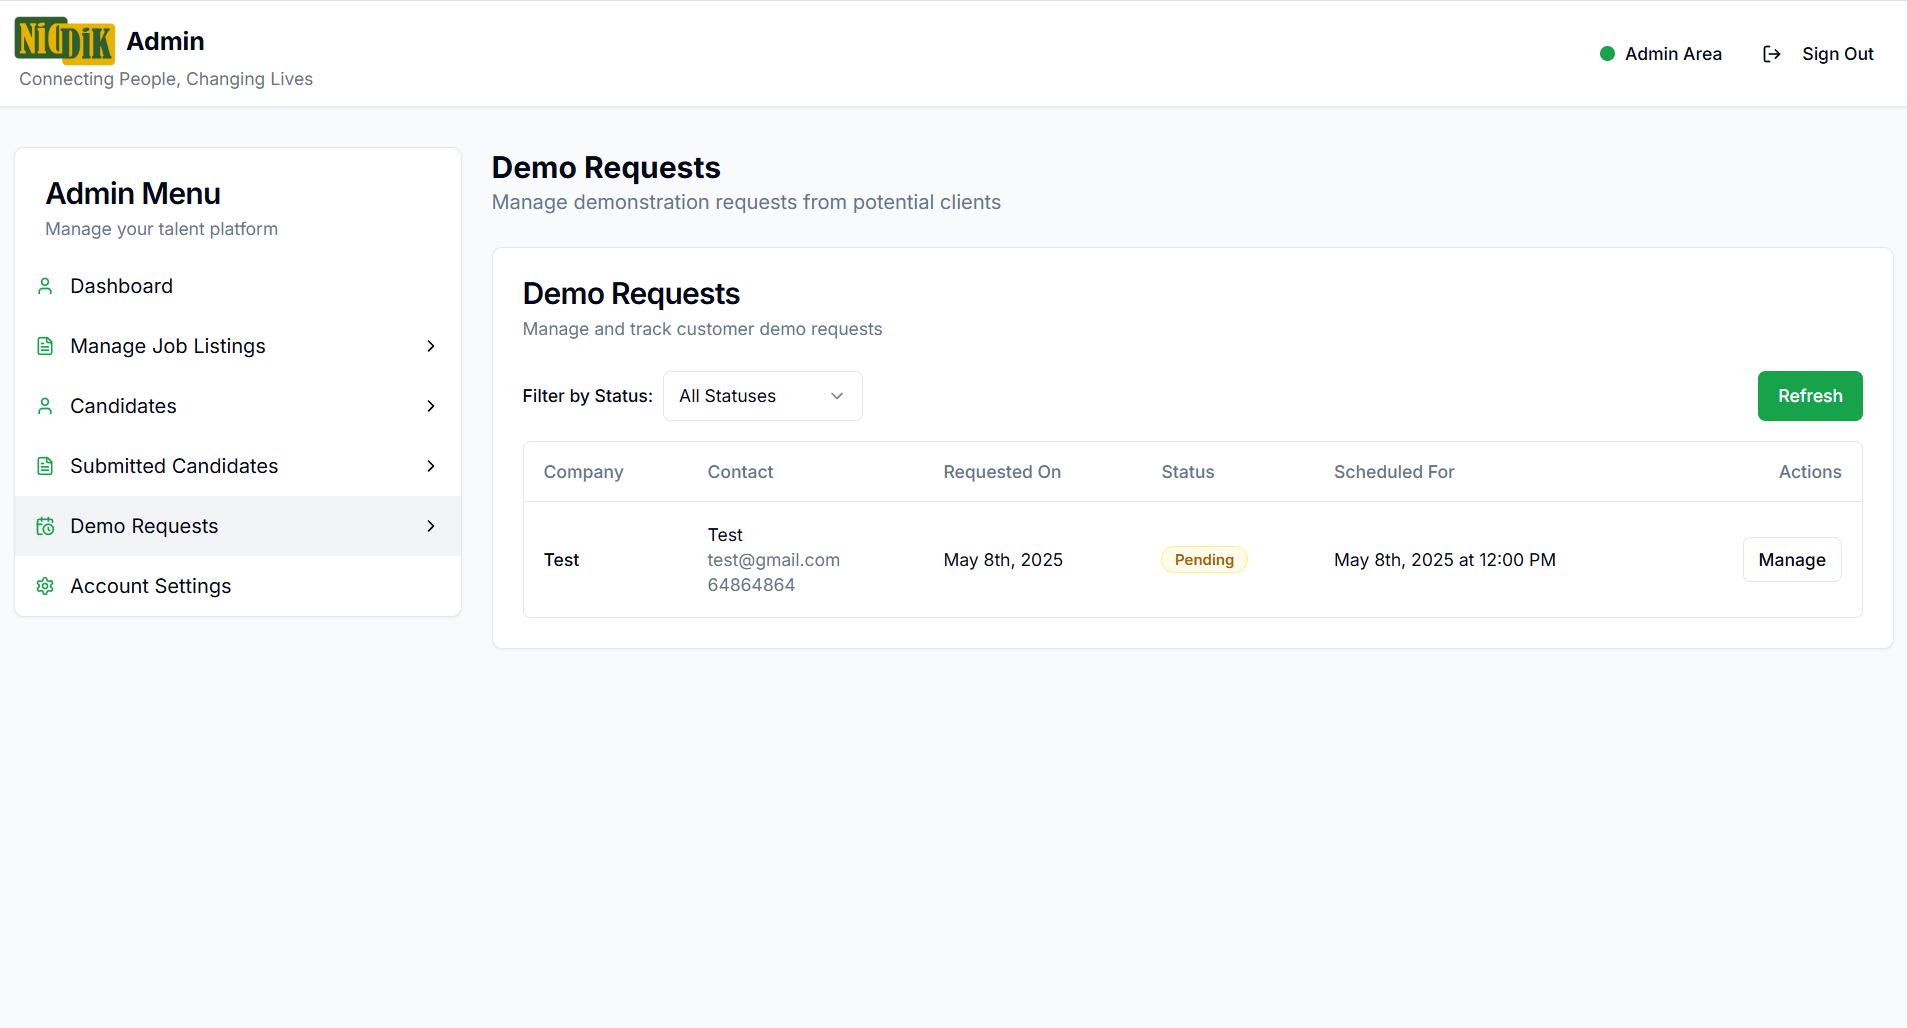 NiCDiK Admin
Connecting People, Changing Lives
Admin Area
Sign Out
Admin Menu
Manage your talent platform
Dashboard
Manage Job Listings
Candidates
Submitted Candidates
Demo Requests
Account Settings
Demo Requests
Manage demonstration requests from potential clients
Demo Requests
Manage and track customer demo requests
Filter by Status: All Statuses
Refresh
Company Contact Requested On Status Scheduled For Actions
Test
Test
test@gmail.com
64864864
May 8th, 2025
Pending
May 8th, 2025 at 12:00 PM
Manage